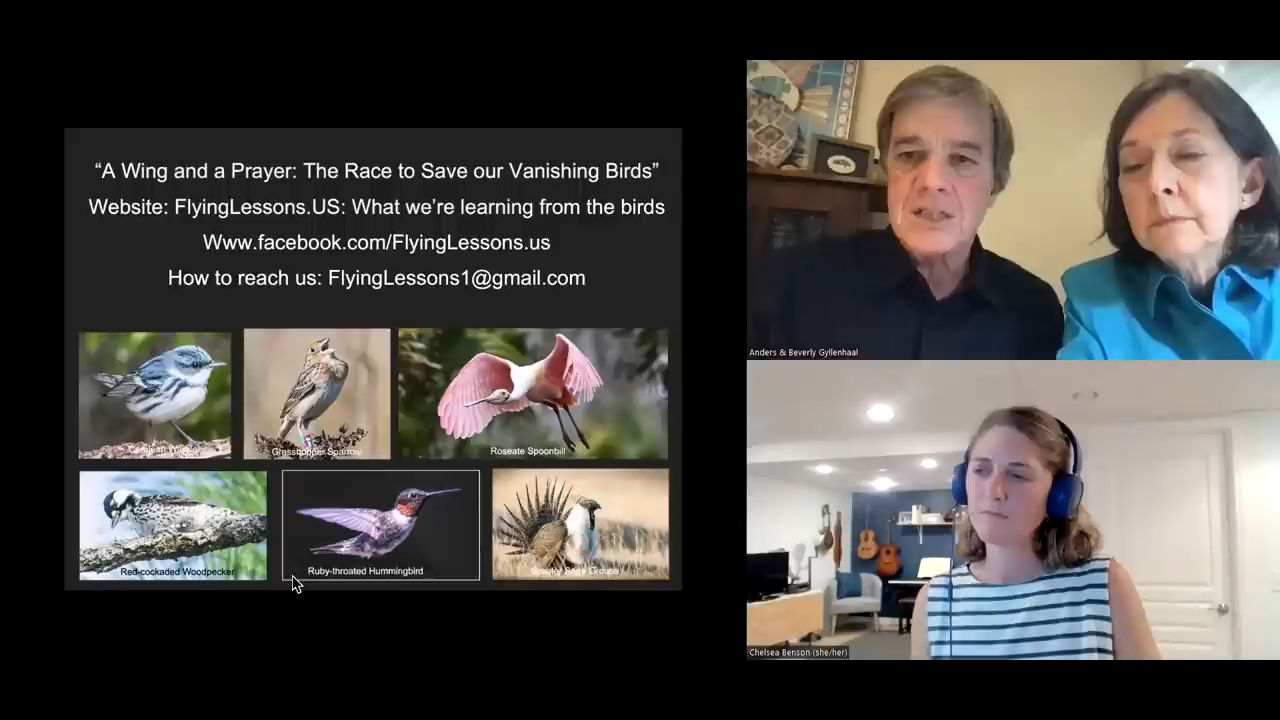 “A Wing and a Prayer: The Race to Save our Vanishing Birds”
Website: FlyingLessons.US: What we’re learning from the birds
Www.facebook.com/FlyingLessons.us
How to reach us: FlyingLessons1@gmail.com
Cerulean Warbler
Grasshopper Sparrow
Roseate Spoonbill
Red-cockaded Woodpecker
Ruby-throated Hummingbird
Greater Sage Grouse
Anders & Beverly Gyllenhaal
Chelsea Benson (she/her)